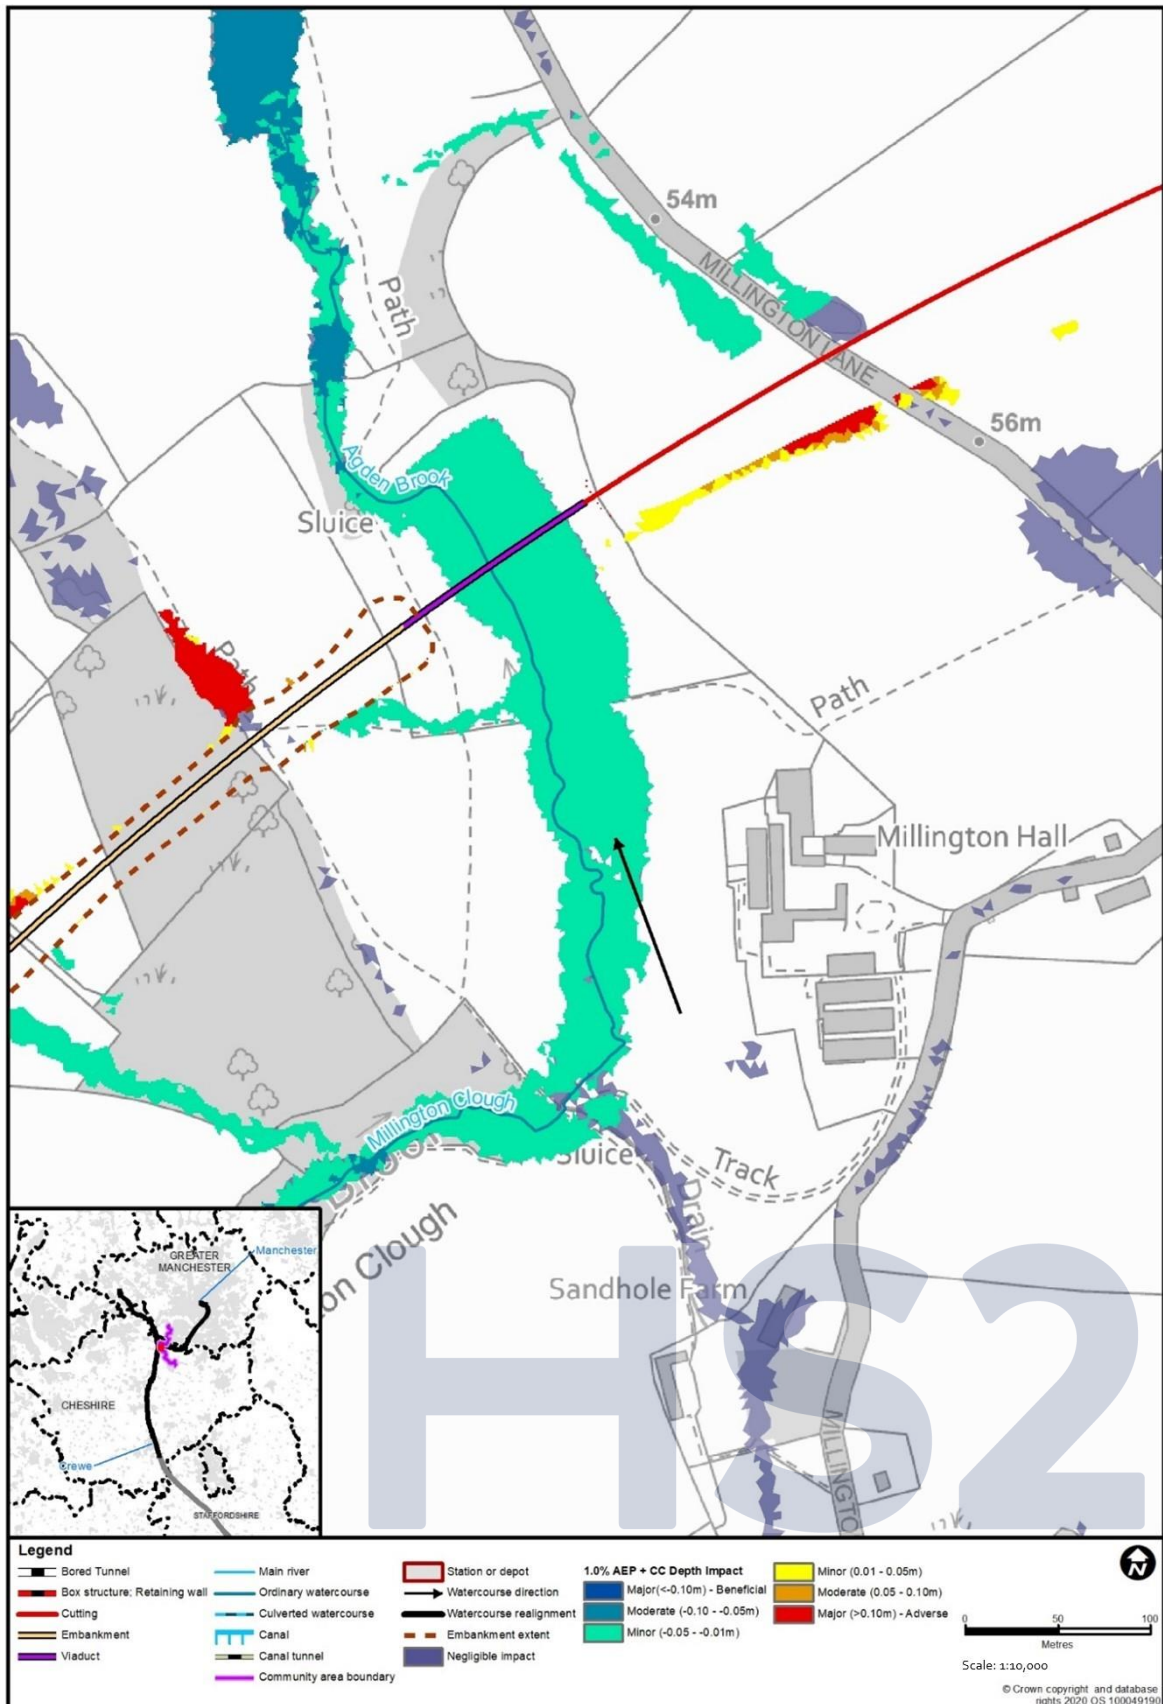 54m
MILLINGTON LANE
Path
56m
Agden Brook
Sluice
Path
Path
Millington Hall
Millington Clough
Sluice
Track
Drain
on Clough
Sandhole Farm
HS2
MILLINGTO
GREATER
MANCHESTER
Manchester
CHESHIRE
Crewe
STAFFORDSHIRE
Legend
Bored Tunnel
Box structure; Retaining wall
Cutting
Embankment
Viaduct
Main river
Ordinary watercourse
Culverted watercourse
Canal
Canal tunnel
Community area boundary
Station or depot
Watercourse direction
Watercourse realignment
Embankment extent
Negligible impact
1.0% AEP + CC Depth Impact
Major(<-0.10m) - Beneficial
Moderate (-0.10 - -0.05m)
Minor (-0.05 - -0.01m)
Minor (0.01 - 0.05m)
Moderate (0.05 - 0.10m)
Major (>0.10m) - Adverse
N
0 50 100
Metres
Scale: 1:10,000
© Crown copyright and database
rights 2020 OS 100049190